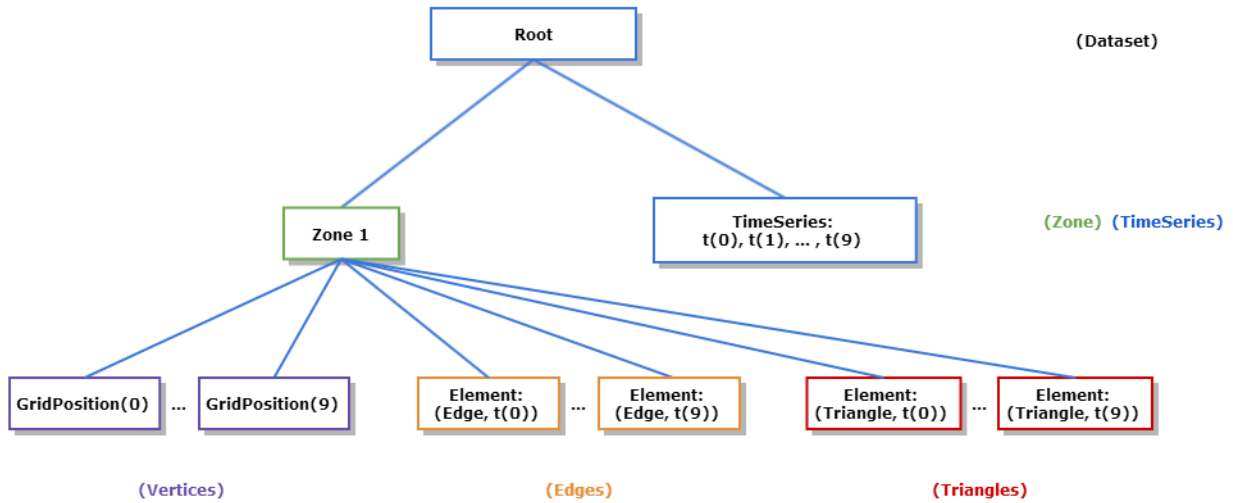 Root
(Dataset)
Zone 1
TimeSeries:
t(0), t(1), ... , t(9)
(Zone) (TimeSeries)
GridPosition(0)
...
GridPosition(9)
Element:
(Edge, t(0))
...
Element:
(Edge, t(9))
Element:
(Triangle, t(0))
...
Element:
(Triangle, t(9))
(Vertices)
(Edges)
(Triangles)